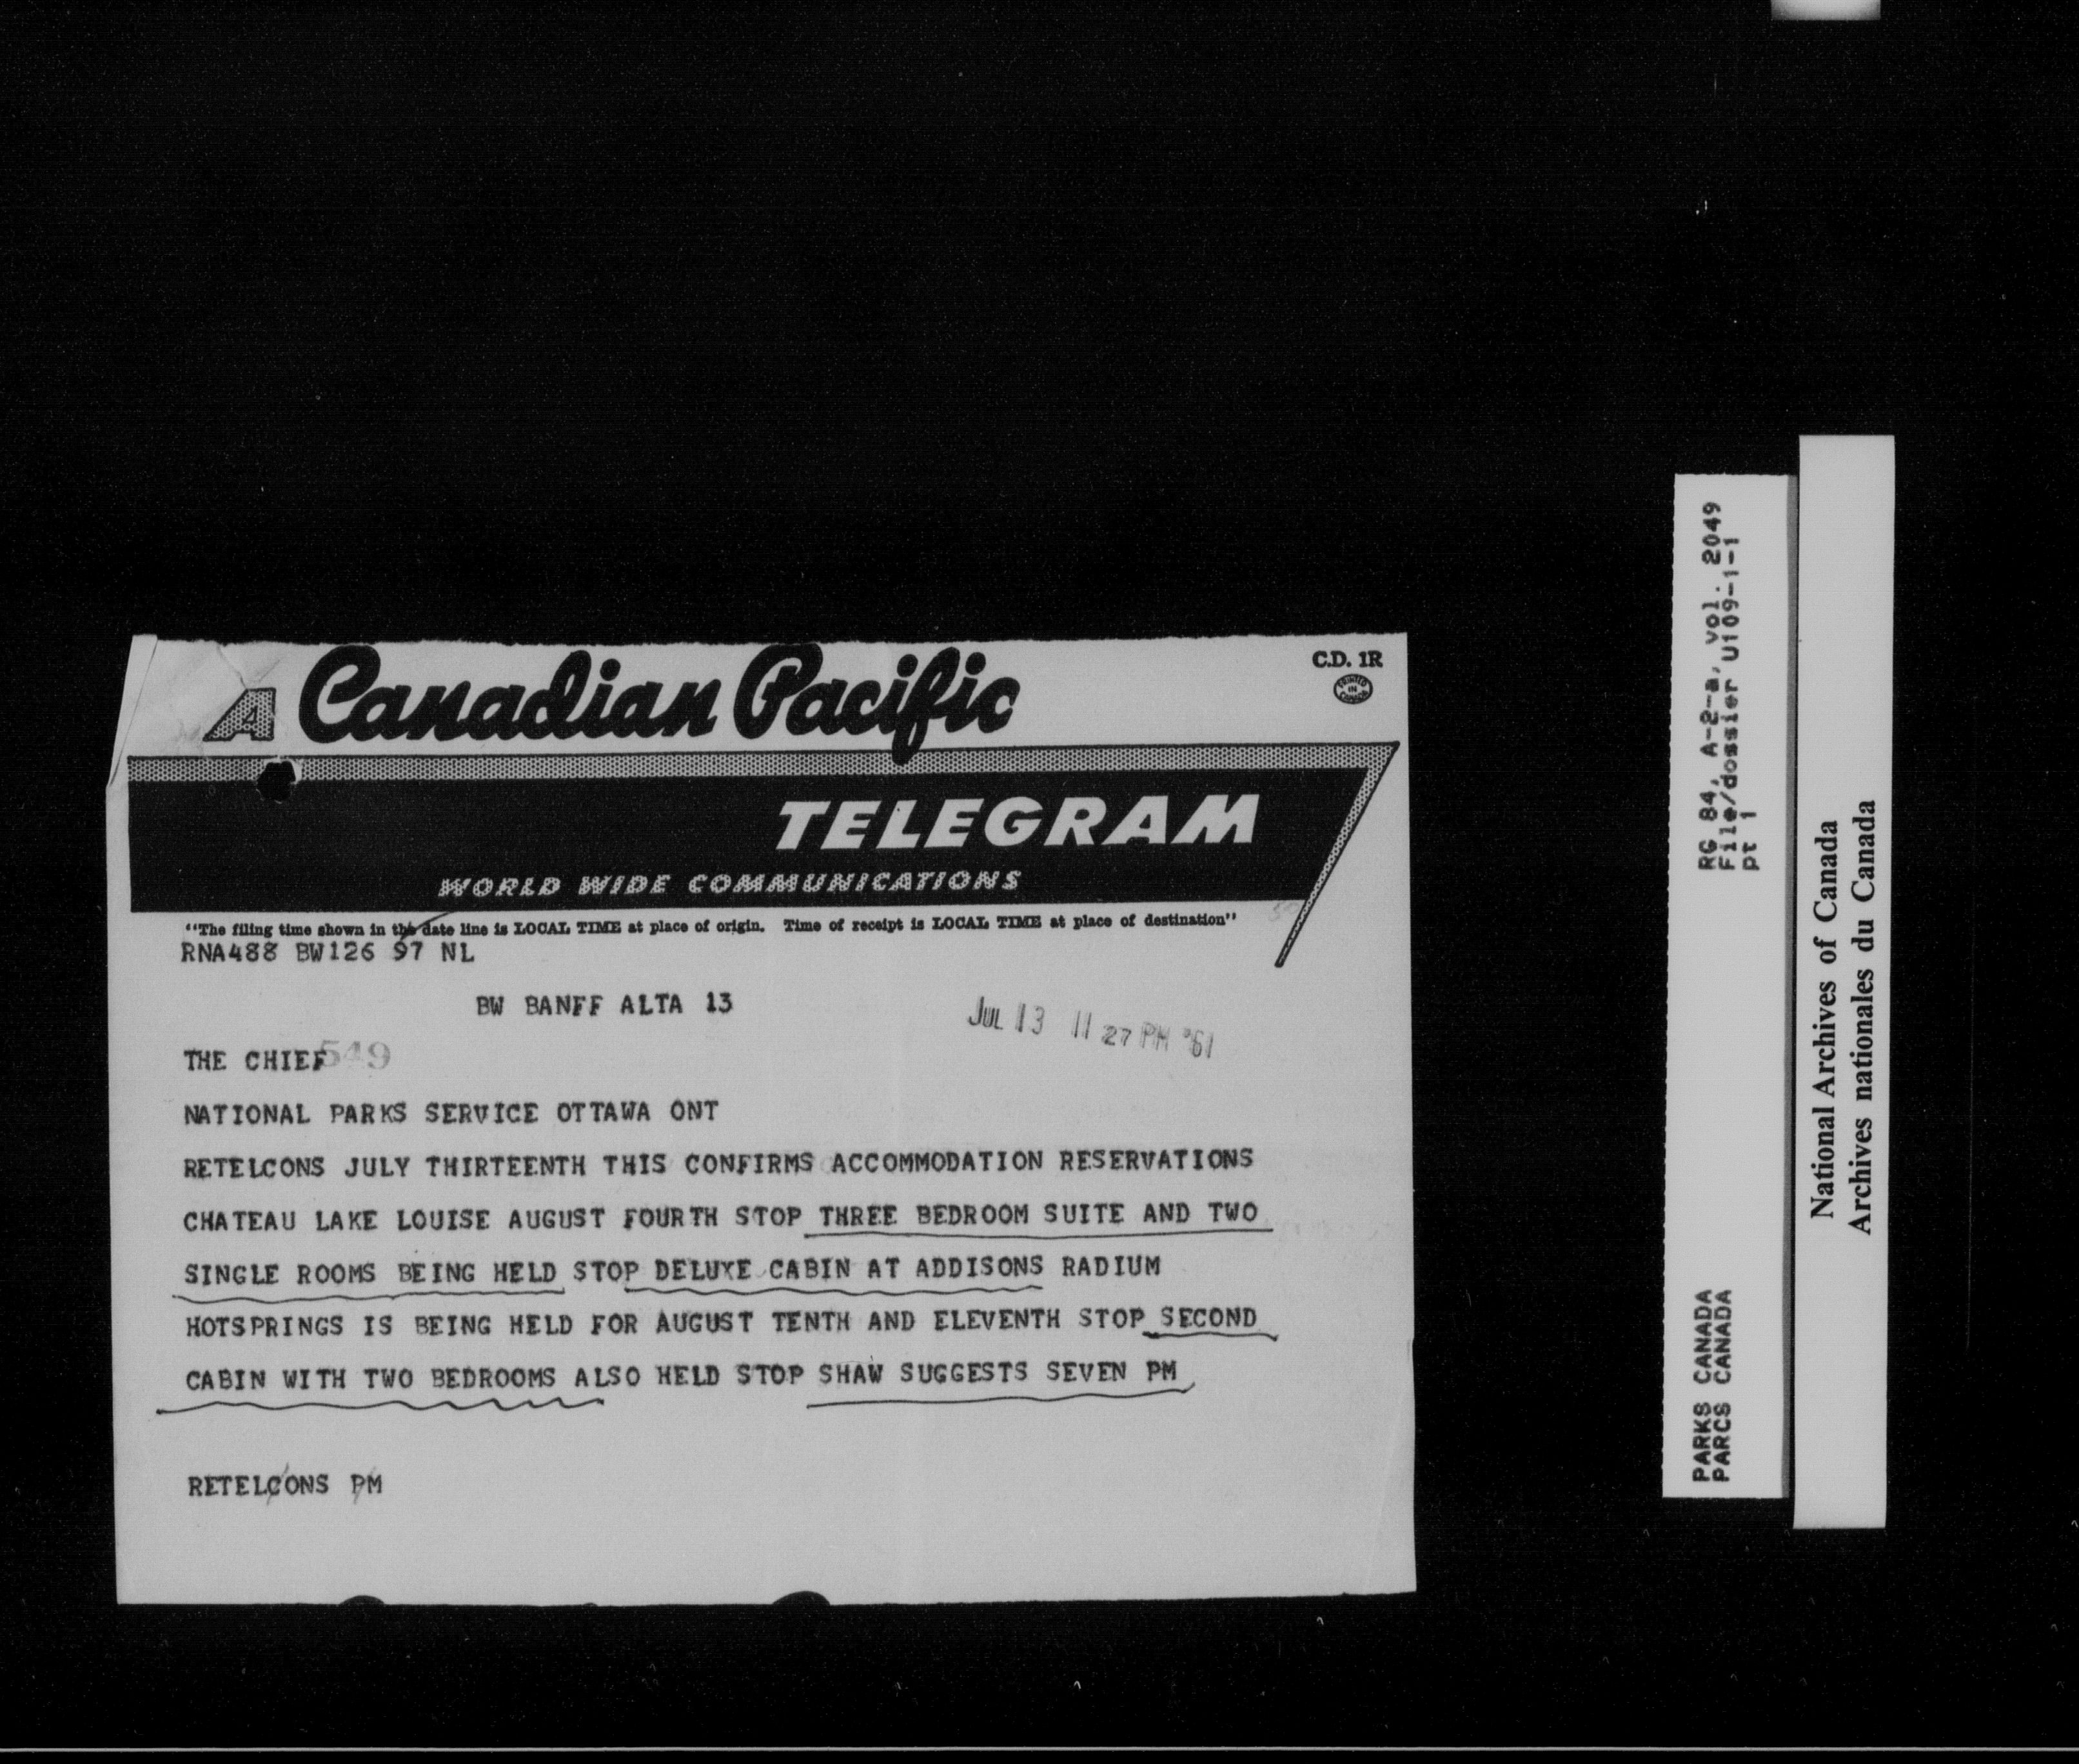 A Canadian Pacific
C.D. 1R
PRINTED IN CANADA
TELEGRAM
WORLD WIDE COMMUNICATIONS
"The filing time shown in the date line is LOCAL TIME at place of origin. Time of receipt is LOCAL TIME at place of destination"
RNA488 BW126 97 NL
BW BANFF ALTA 13
JUL 13 11 27 PM '61
THE CHIEF 549
NATIONAL PARKS SERVICE OTTAWA ONT
RETELCONS JULY THIRTEENTH THIS CONFIRMS ACCOMMODATION RESERVATIONS
CHATEAU LAKE LOUISE AUGUST FOURTH STOP THREE BEDROOM SUITE AND TWO
SINGLE ROOMS BEING HELD STOP DELUXE CABIN AT ADDISONS RADIUM
HOTSPRINGS IS BEING HELD FOR AUGUST TENTH AND ELEVENTH STOP SECOND
CABIN WITH TWO BEDROOMS ALSO HELD STOP SHAW SUGGESTS SEVEN PM
RETELCONS PM
RG 84, A-2-a, vol. 2049
File/dossier U109-1-1
pt 1
PARKS CANADA
PARCS CANADA
National Archives of Canada
Archives nationales du Canada